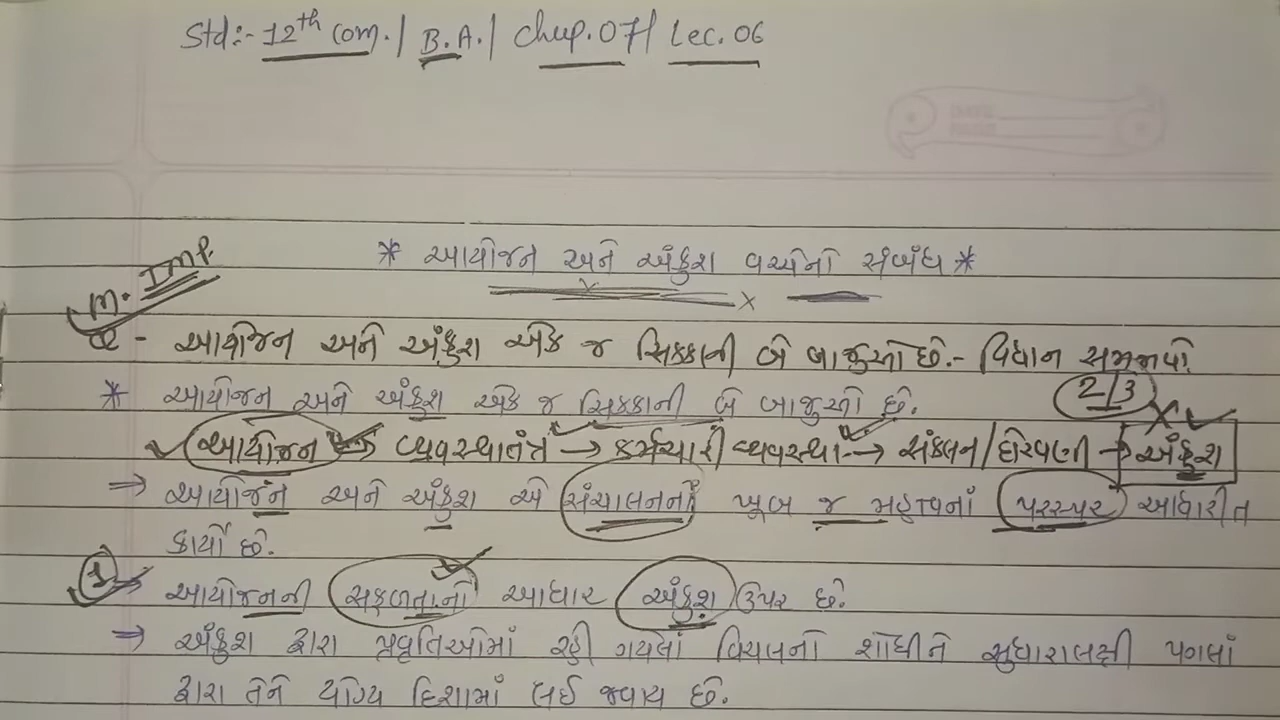 Std:- 12th com. / B.A. / Chap. 07 / Lec. 06
* આયોજન અને અંકુશ વચ્ચેનો સંબંધ *
M. IMP.
Q - આયોજન અને અંકુશ એક જ સિક્કાની બે બાજુઓ છે. - વિધાન સમજાવો
* આયોજન અને અંકુશ એક જ સિક્કાની બે બાજુઓ છે. 2/3
આયોજન → વ્યવસ્થાતંત્ર → કર્મચારી વ્યવસ્થા → સંકલન/દોરવણી → અંકુશ
⇒ આયોજન અને અંકુશ એ સંચાલનનાં ખૂબ જ મહત્વનાં પરસ્પર આધારીત
કાર્યો છે.
1 → આયોજનની સફળતાનો આધાર અંકુશ ઉપર છે.
⇒ અંકુશ દ્વારા પ્રવૃતિઓમાં રહી ગયેલાં વિચલનો શોધીને સુધારાલક્ષી પગલાં
દ્વારા તેને યોગ્ય દિશામાં લઈ જવાય છે.